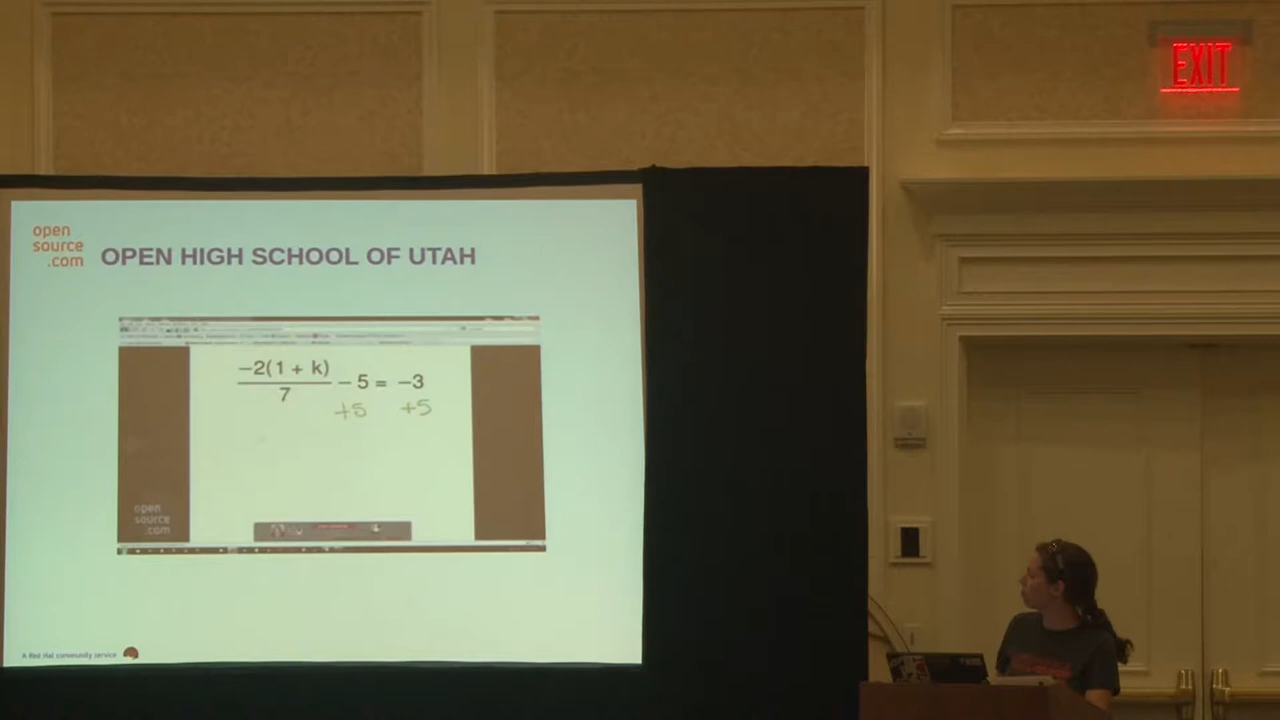 EXIT
open
source
.com
OPEN HIGH SCHOOL OF UTAH
−2(1 + k)
7
− 5 = −3
+5 +5
open
source
.com
A Red Hat community service